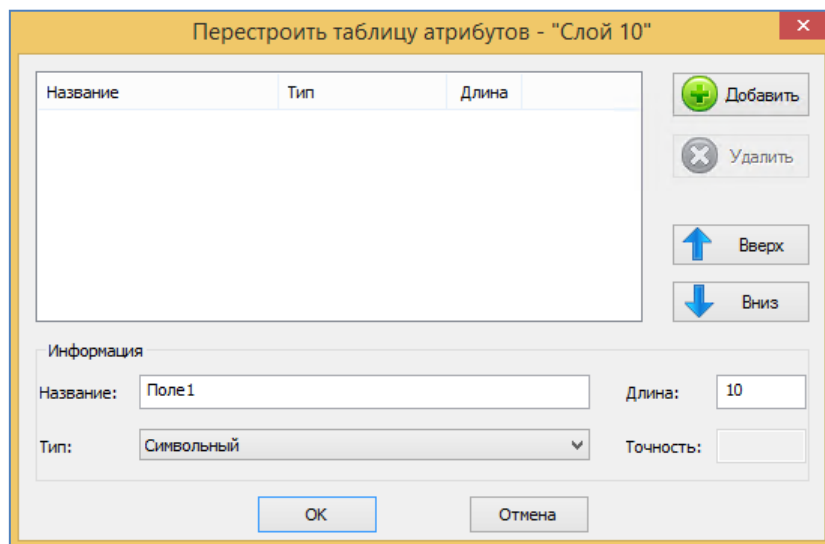 Перестроить таблицу атрибутов - "Слой 10"
Название Тип Длина
Добавить
Удалить
Вверх
Вниз
Информация
Название: Поле1 Длина: 10
Тип: Символьный Точность:
ОК Отмена